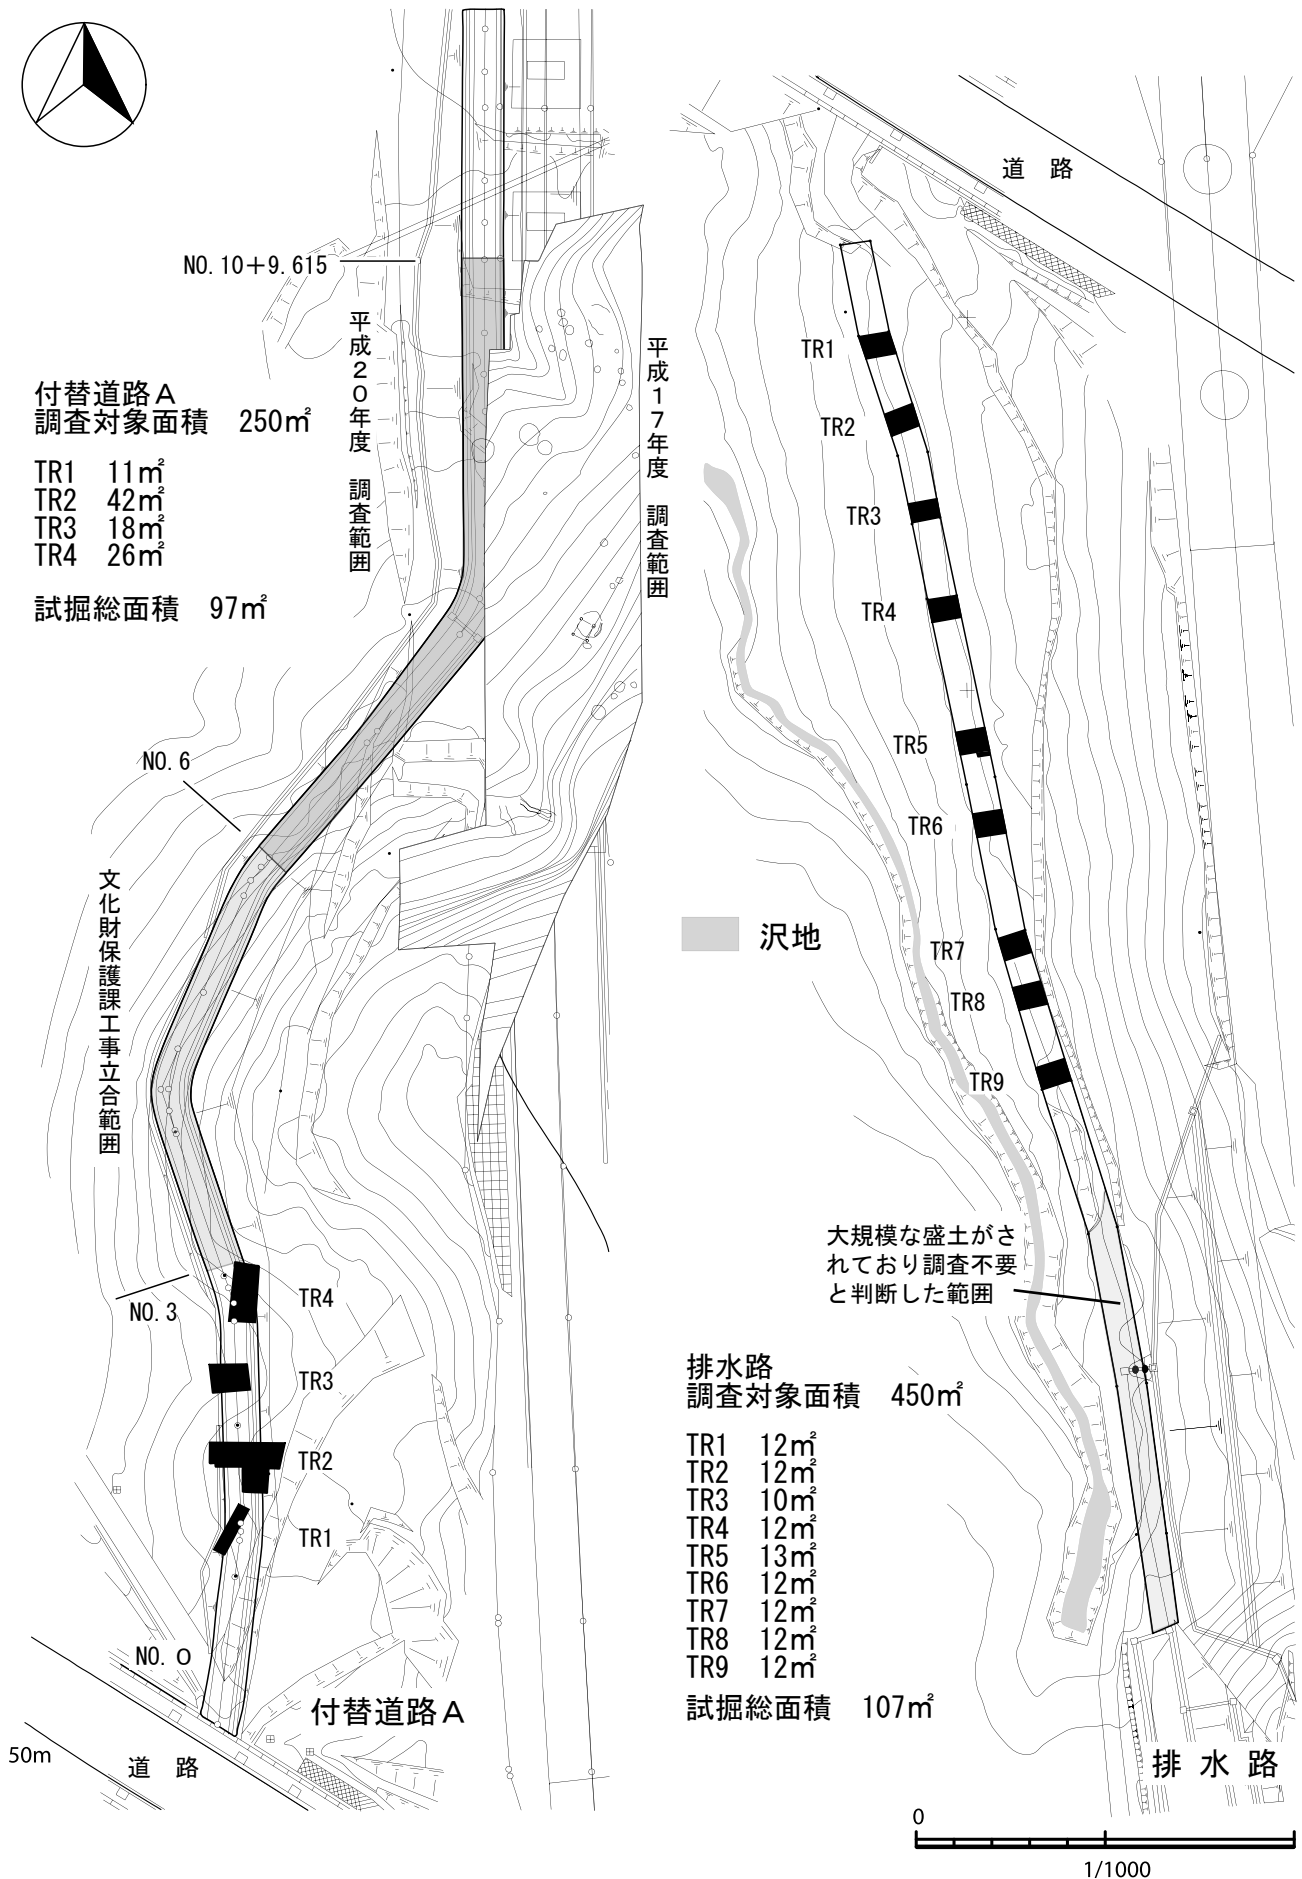 道 路
NO.10+9.615
平成20年度 調査範囲
平成17年度 調査範囲
付替道路A
調査対象面積 250㎡
TR1 11㎡
TR2 42㎡
TR3 18㎡
TR4 26㎡
試掘総面積 97㎡
NO.6
文化財保護課工事立合範囲
NO.3
TR4
TR3
TR2
TR1
NO.0
付替道路A
道 路
50m
TR1
TR2
TR3
TR4
TR5
TR6
TR7
TR8
TR9
沢地
大規模な盛土がさ
れており調査不要
と判断した範囲
排水路
調査対象面積 450㎡
TR1 12㎡
TR2 12㎡
TR3 10㎡
TR4 12㎡
TR5 13㎡
TR6 12㎡
TR7 12㎡
TR8 12㎡
TR9 12㎡
試掘総面積 107㎡
排 水 路
0
1/1000